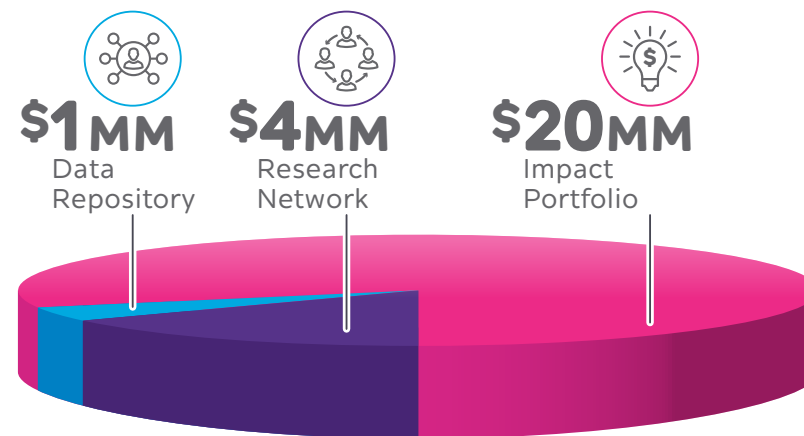 $
$1MM
Data
Repository
$4MM
Research
Network
$20MM
Impact
Portfolio